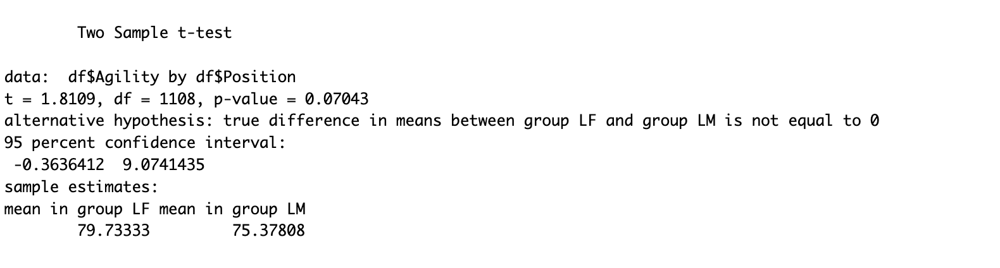 Two Sample t-test
data:  df$Agility by df$Position
t = 1.8109, df = 1108, p-value = 0.07043
alternative hypothesis: true difference in means between group LF and group LM is not equal to 0
95 percent confidence interval:
-0.3636412  9.0741435
sample estimates:
mean in group LF mean in group LM
79.73333         75.37808